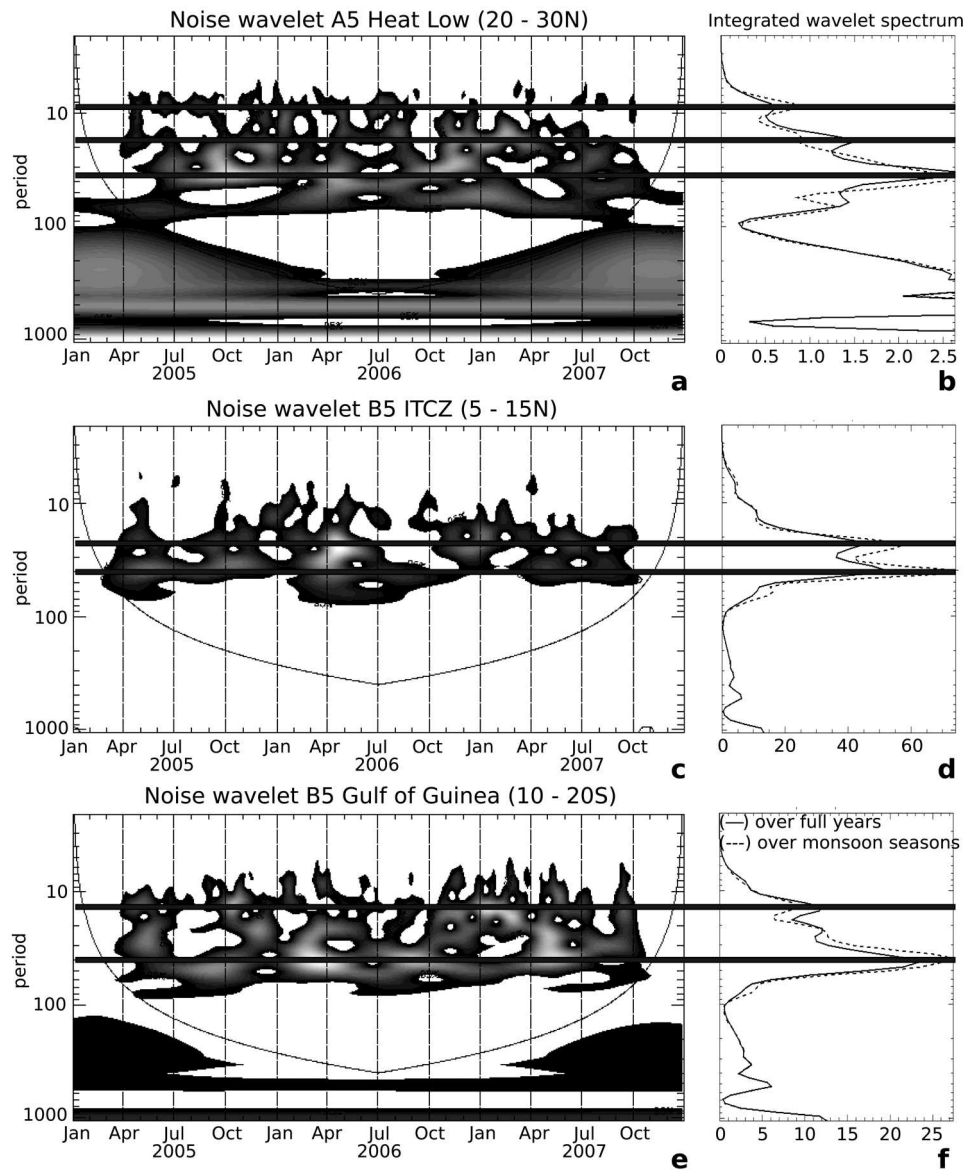 Noise wavelet A5 Heat Low (20 - 30N)
Integrated wavelet spectrum
period
10
100
1000
95%
95%
95%
Jan Apr Jul Oct Jan Apr Jul Oct Jan Apr Jul Oct
2005 2006 2007
a
0 0.5 1.0 1.5 2.0 2.5
b
Noise wavelet B5 ITCZ (5 - 15N)
period
10
100
1000
Jan Apr Jul Oct Jan Apr Jul Oct Jan Apr Jul Oct
2005 2006 2007
c
0 20 40 60
d
Noise wavelet B5 Gulf of Guinea (10 - 20S)
(—) over full years
(---) over monsoon seasons
period
10
100
1000
Jan Apr Jul Oct Jan Apr Jul Oct Jan Apr Jul Oct
2005 2006 2007
e
0 5 10 15 20 25
f